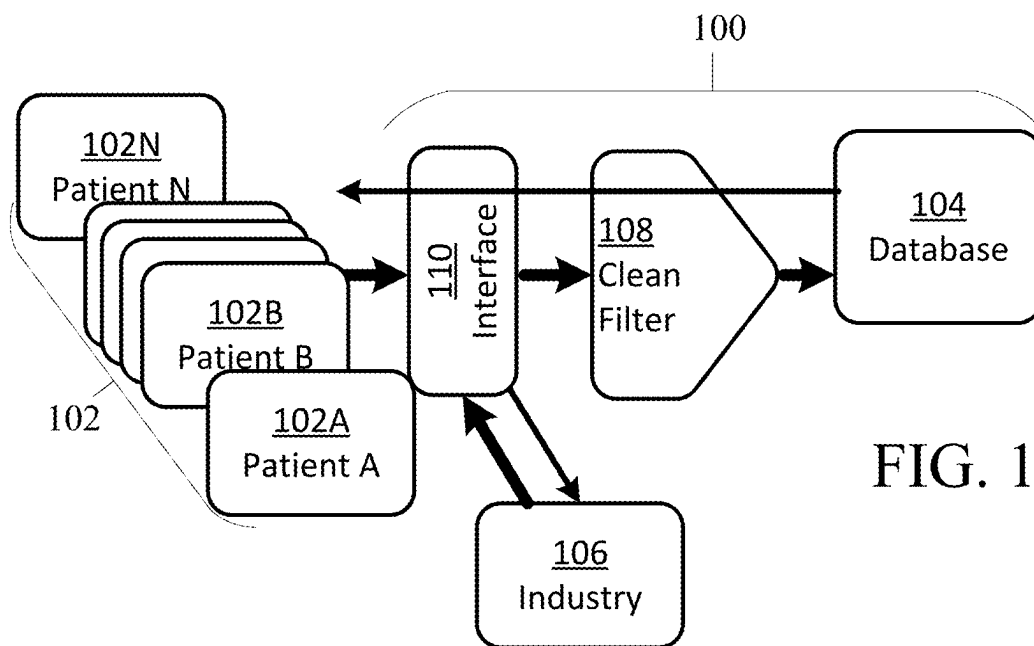 100
102N
Patient N
102B
Patient B
102A
Patient A
102
110
Interface
108
Clean
Filter
104
Database
106
Industry
FIG. 1